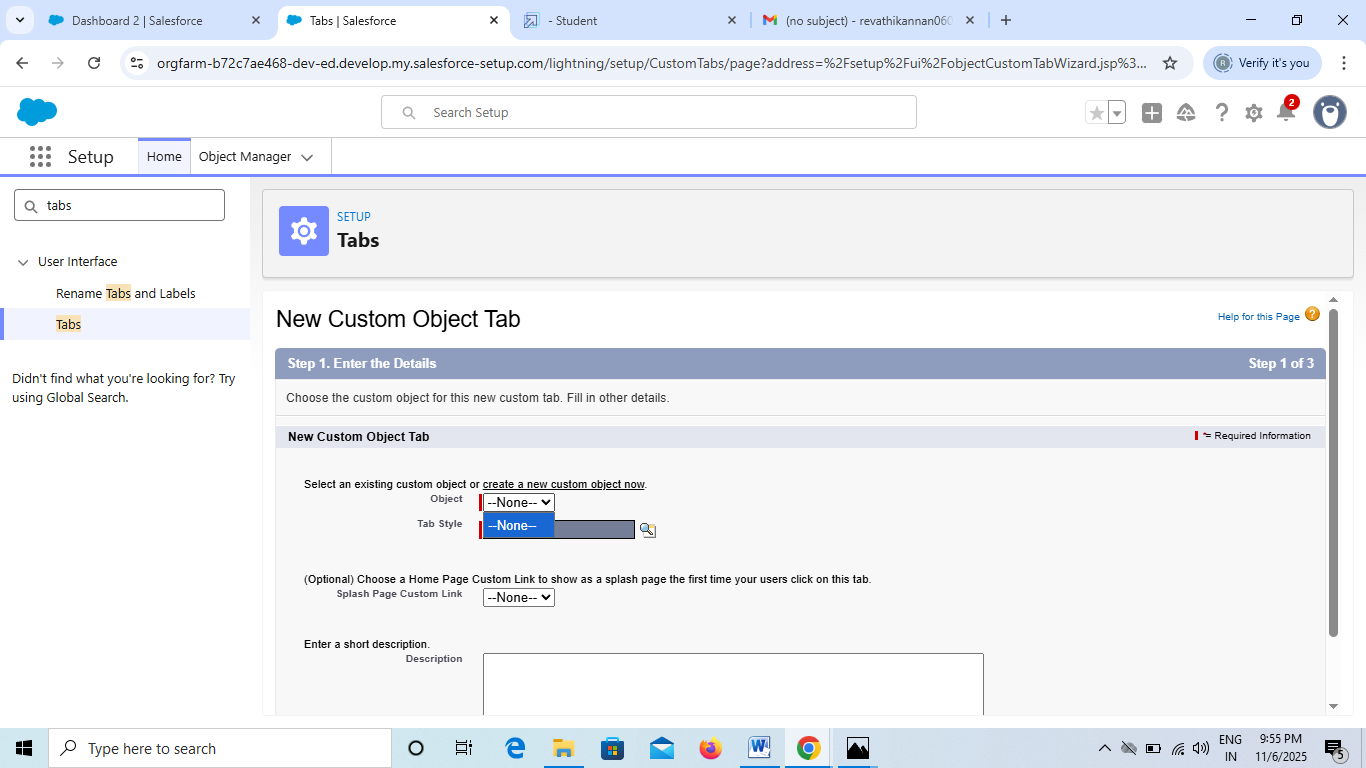 Dashboard 2 | Salesforce
Tabs | Salesforce
- Student
(no subject) - revathikannan060
orgfarm-b72c7ae468-dev-ed.develop.my.salesforce-setup.com/lightning/setup/CustomTabs/page?address=%2Fsetup%2Fui%2FobjectCustomTabWizard.jsp%3...
R
Verify it's you
Search Setup
2
Setup
Home
Object Manager
tabs
User Interface
Rename Tabs and Labels
Tabs
Didn't find what you're looking for? Try
using Global Search.
SETUP
Tabs
New Custom Object Tab
Help for this Page ?
Step 1. Enter the Details
Step 1 of 3
Choose the custom object for this new custom tab. Fill in other details.
New Custom Object Tab
*= Required Information
Select an existing custom object or create a new custom object now.
Object
--None--
Tab Style
--None--
(Optional) Choose a Home Page Custom Link to show as a splash page the first time your users click on this tab.
Splash Page Custom Link
--None--
Enter a short description.
Description
Type here to search
ENG
IN
9:55 PM
11/6/2025
5